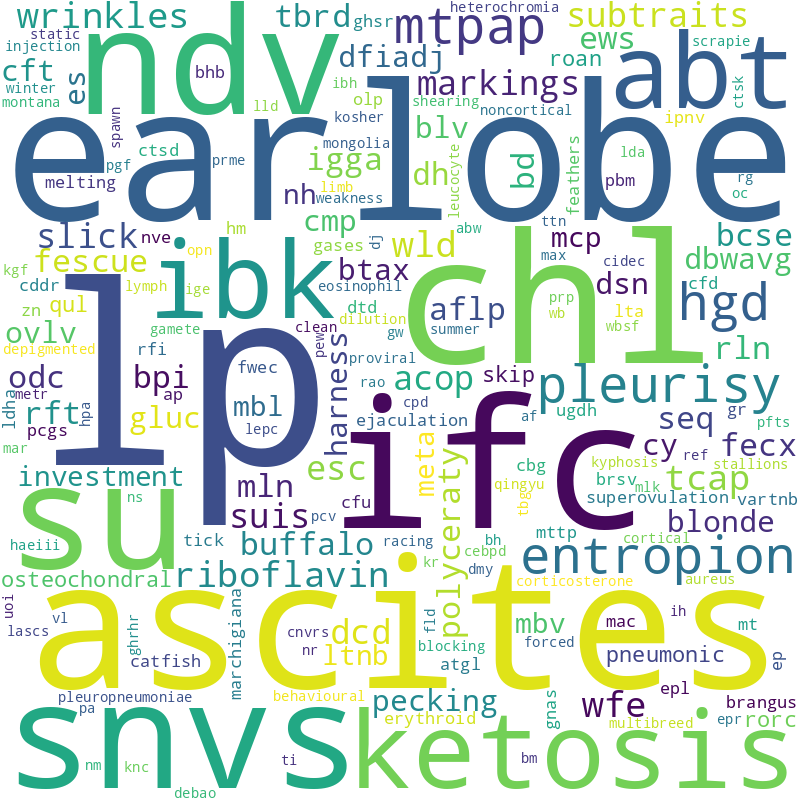 wrinkles
ndv
tbrd
ghsr
heterochromia
mtpap
subtraits
static
injection
cft
winter
montana
es
bhb
dfiadj
ews
roan
scrapie
abt
ctsk
earlobe
ibh
olp
kosher
markings
shearing
noncortical
ipnv
spawn
lld
mongolia
blv
leucocyte
feathers
bd
pgf
ctsd
prme
igga
dh
lda
rg
oc
melting
limb
weakness
nh
pbm
slick
nve
hm
cmp
gases
dj
abw
ttn
mcp
bcse
fescue
opn
ibk
btax
eosinophil
wld
max
cidec
dsn
dbwavg
kgf
cddr
lymph
ige
chl
prp
wb
lta
wbsf
cfd
hgd
zn
qul
gamete
dtd
clean
pew
dilution
gw
summer
aflp
ovlv
depigmented
rfi
lp
proviral
rln
odc
metr
bpi
ap
fwec
harness
rao
acop
skip
pleurisy
ldha
rft
hpa
gluc
mbl
lepc
cpd
ejaculation
af
ugdh
seq
gr
pfts
mar
pcgs
ifc
meta
cy
ref
fecx
investment
mln
esc
polyceraty
cbg
kyphosis
stallions
tcap
ns
su
suis
cfu
qingyu
tbg
brsv
mlk
superovulation
vartnb
blonde
haeiii
tick
pcv
racing
buffalo
bh
cebpd
mttp
cortical
entropion
osteochondral
riboflavin
kr
dmy
corticosterone
aureus
uoi
lascs
vl
ghrhr
marchigiana
ascites
cnvrs
nr
dcd
ltnb
fld
blocking
atgl
mbv
forced
mac
ih
mt
catfish
pneumonic
ep
pleuropneumoniae
pa
behavioural
pecking
erythroid
gnas
wfe
epl
multibreed
brangus
epr
rorc
snvs
nm
knc
debao
ti
ketosis
bm